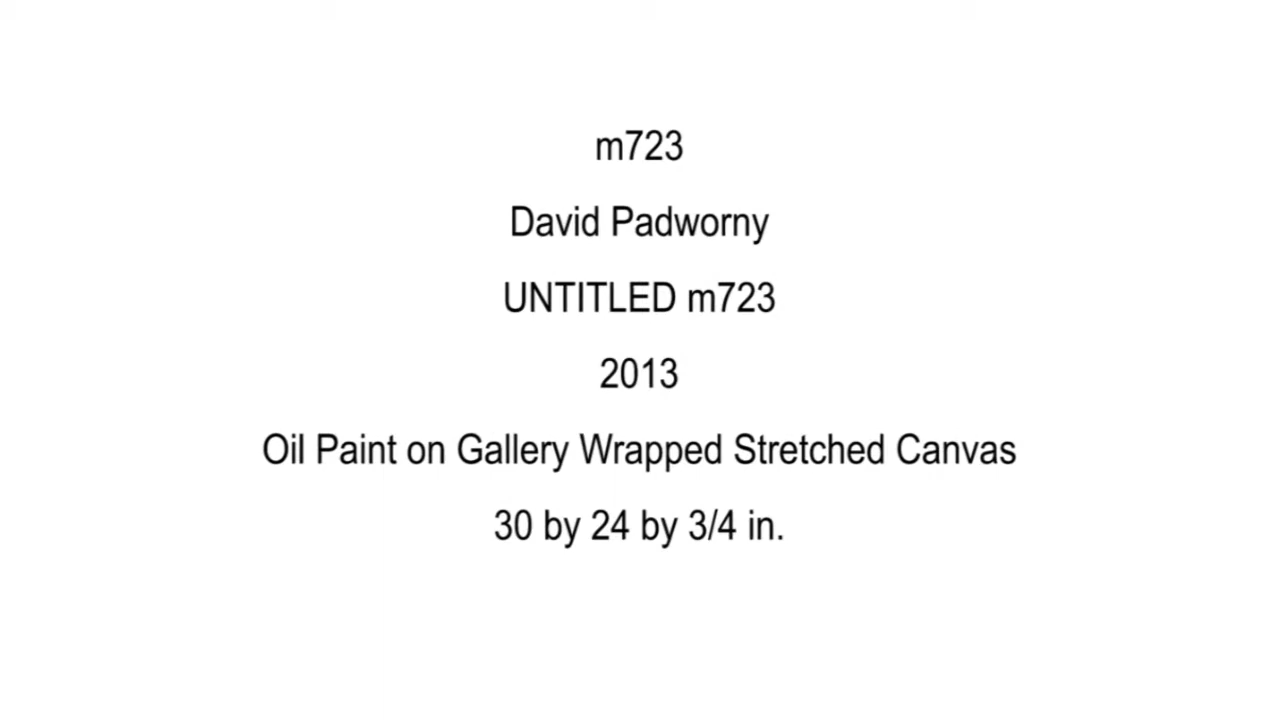 m723
David Padworny
UNTITLED m723
2013
Oil Paint on Gallery Wrapped Stretched Canvas
30 by 24 by 3/4 in.